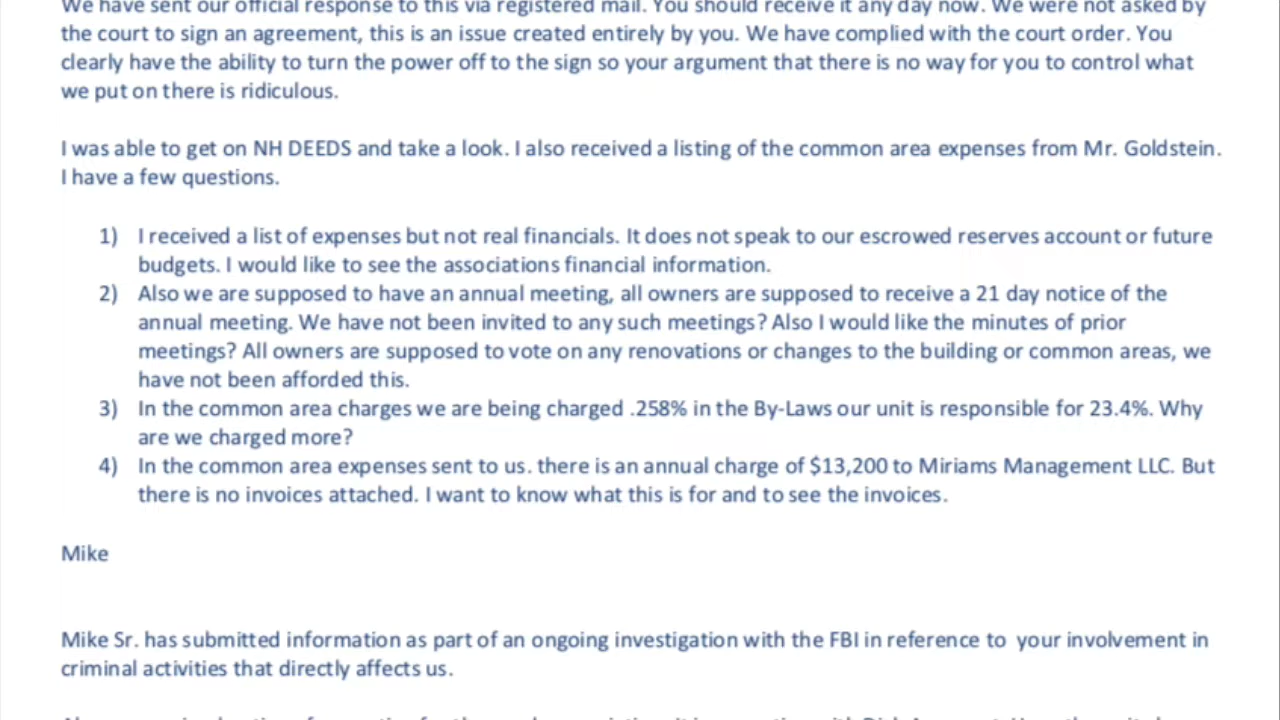 We have sent our official response to this via registered mail. You should receive it any day now. We were not asked by
the court to sign an agreement, this is an issue created entirely by you. We have complied with the court order. You
clearly have the ability to turn the power off to the sign so your argument that there is no way for you to control what
we put on there is ridiculous.
I was able to get on NH DEEDS and take a look. I also received a listing of the common area expenses from Mr. Goldstein.
I have a few questions.
1) I received a list of expenses but not real financials. It does not speak to our escrowed reserves account or future
budgets. I would like to see the associations financial information.
2) Also we are supposed to have an annual meeting, all owners are supposed to receive a 21 day notice of the
annual meeting. We have not been invited to any such meetings? Also I would like the minutes of prior
meetings? All owners are supposed to vote on any renovations or changes to the building or common areas, we
have not been afforded this.
3) In the common area charges we are being charged .258% in the By-Laws our unit is responsible for 23.4%. Why
are we charged more?
4) In the common area expenses sent to us. there is an annual charge of $13,200 to Miriams Management LLC. But
there is no invoices attached. I want to know what this is for and to see the invoices.
Mike
Mike Sr. has submitted information as part of an ongoing investigation with the FBI in reference to your involvement in
criminal activities that directly affects us.